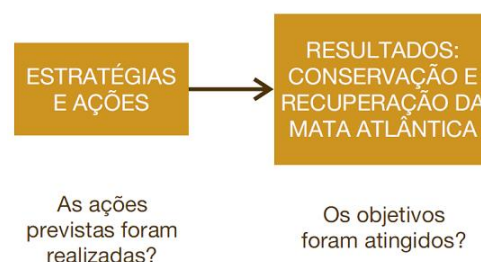 ESTRATÉGIAS
E AÇÕES
RESULTADOS:
CONSERVAÇÃO E
RECUPERAÇÃO DA
MATA ATLÂNTICA
As ações
previstas foram
realizadas?
Os objetivos
foram atingidos?